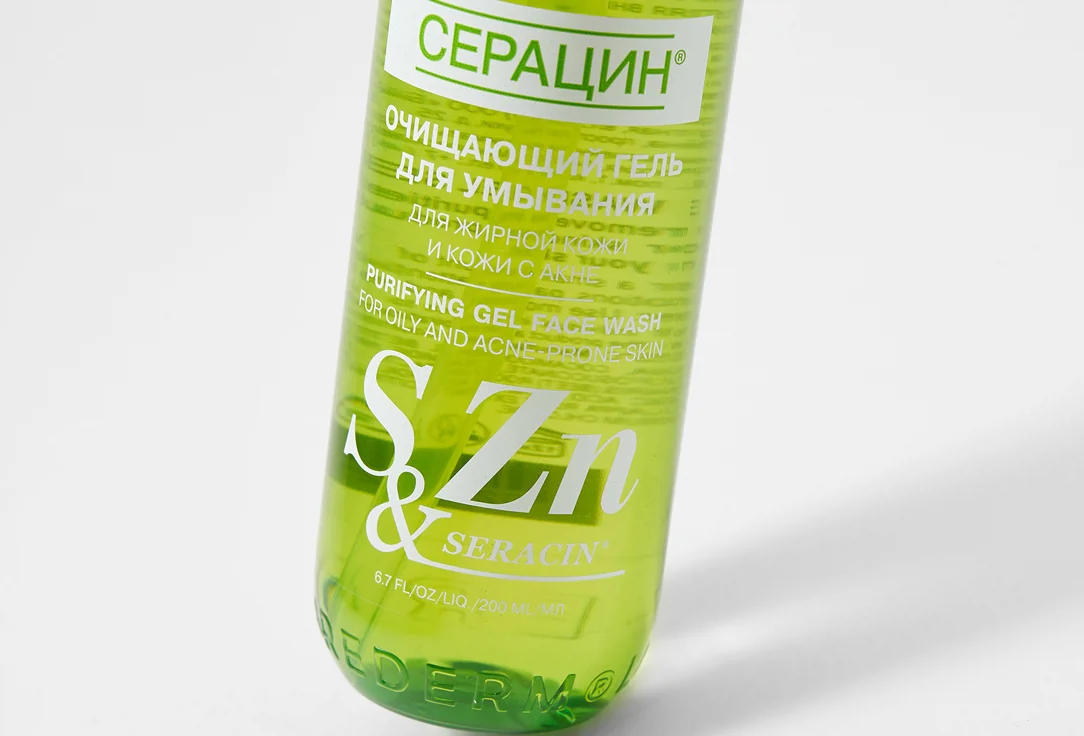 СЕРАЦИН®
ОЧИЩАЮЩИЙ ГЕЛЬ
ДЛЯ УМЫВАНИЯ
ДЛЯ ЖИРНОЙ КОЖИ
И КОЖИ С АКНЕ
PURIFYING GEL FACE WASH
FOR OILY AND ACNE-PRONE SKIN
S Zn
& SERACIN®
6.7 FL/OZ/LIQ./200 ML/МЛ
REDERM®